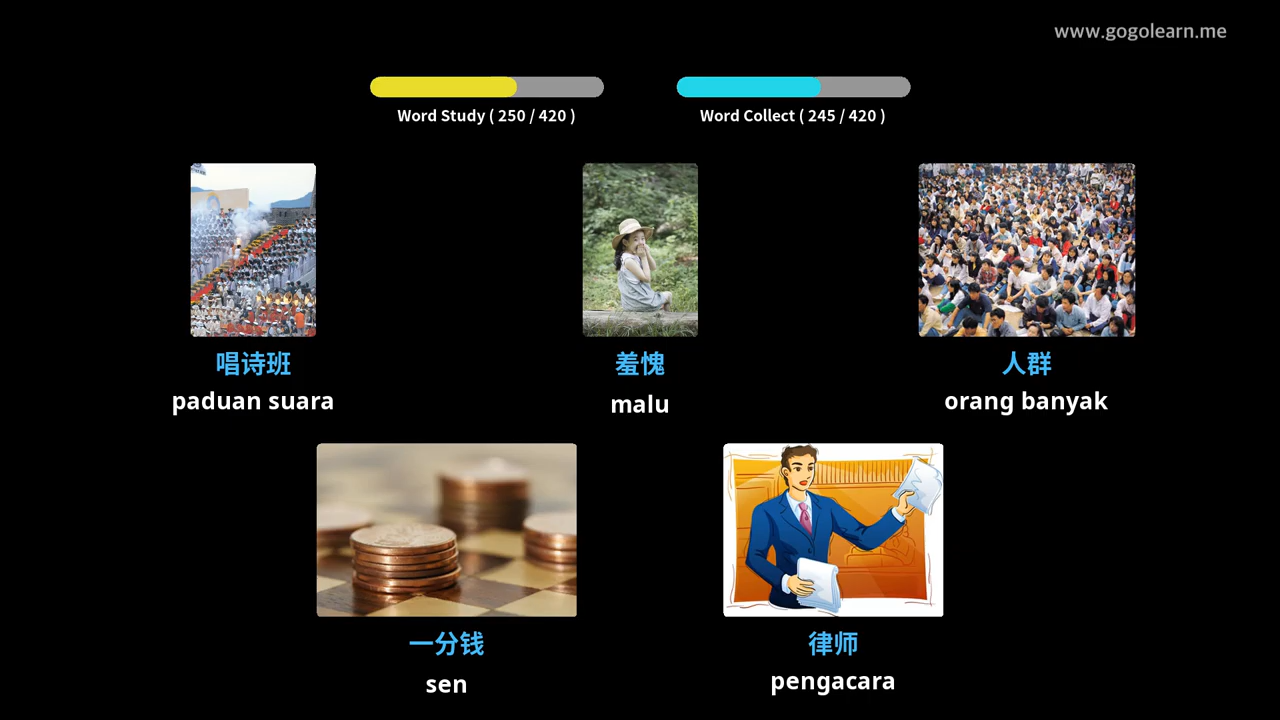 www.gogolearn.me
Word Study ( 250 / 420 )
Word Collect ( 245 / 420 )
唱诗班
paduan suara
羞愧
malu
人群
orang banyak
一分钱
sen
律师
pengacara